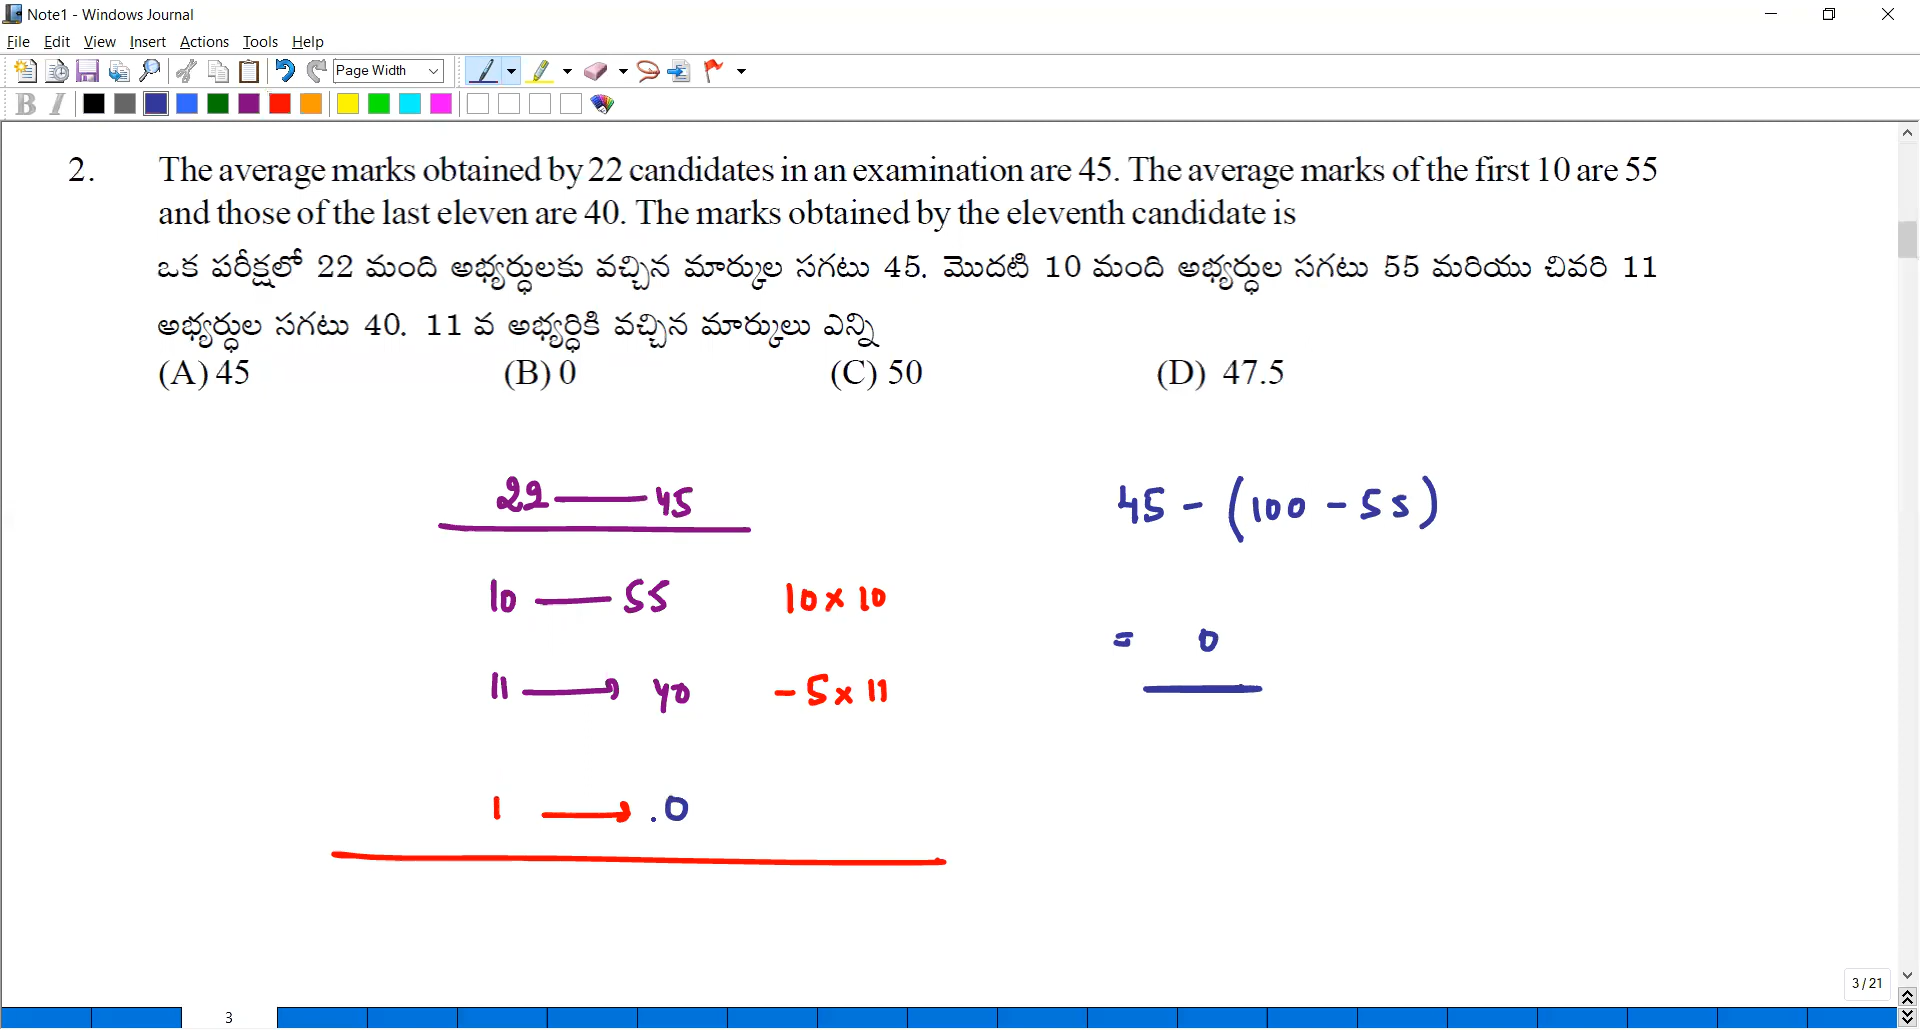 Note1 - Windows Journal
File Edit View Insert Actions Tools Help
Page Width
B I
2. The average marks obtained by 22 candidates in an examination are 45. The average marks of the first 10 are 55
and those of the last eleven are 40. The marks obtained by the eleventh candidate is
ఒక పరీక్షలో 22 మంది అభ్యర్ధులకు వచ్చిన మార్కుల సగటు 45. మొదటి 10 మంది అభ్యర్ధుల సగటు 55 మరియు చివరి 11
అభ్యర్ధుల సగటు 40. 11 వ అభ్యర్ధికి వచ్చిన మార్కులు ఎన్ని
(A) 45 (B) 0 (C) 50 (D) 47.5
22 — 45
45 - (100 - 55)
10 — 55 10 × 10
= 0
11 → 40 - 5 × 11
1 → .0
3 / 21
3